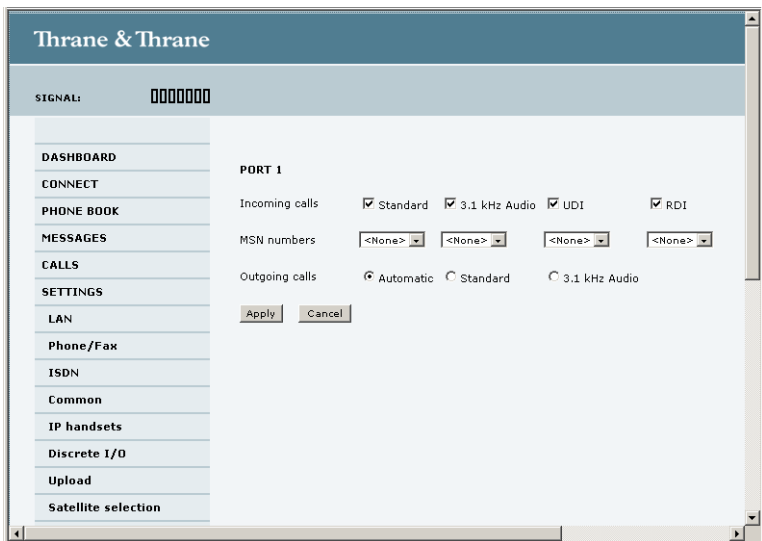 Thrane & Thrane
SIGNAL:
DASHBOARD
CONNECT
PHONE BOOK
MESSAGES
CALLS
SETTINGS
LAN
Phone/Fax
ISDN
Common
IP handsets
Discrete I/O
Upload
Satellite selection
PORT 1
Incoming calls Standard 3.1 kHz Audio UDI RDI
MSN numbers <None> <None> <None> <None>
Outgoing calls Automatic Standard 3.1 kHz Audio
Apply Cancel